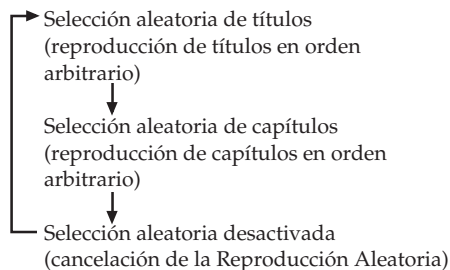 Selección aleatoria de títulos
(reproducción de títulos en orden
arbitrario)
Selección aleatoria de capítulos
(reproducción de capítulos en orden
arbitrario)
Selección aleatoria desactivada
(cancelación de la Reproducción Aleatoria)